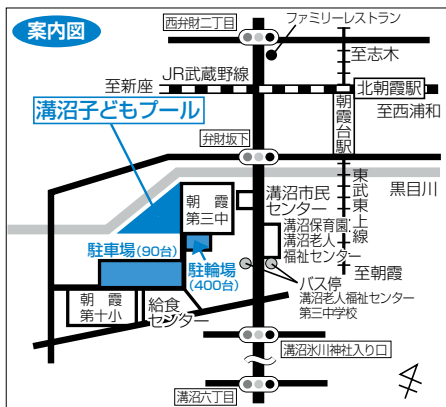 案内図
西弁財二丁目
ファミリーレストラン
至志木
JR武蔵野線
至新座
北朝霞駅
至西浦和
朝霞台駅
溝沼子どもプール
弁財坂下
東武東上線
黒目川
朝霞
第三中
溝沼市民
センター
溝沼保育園
溝沼老人
福祉センター
駐車場(90台)
駐輪場
(400台)
至朝霞
バス停
溝沼老人福祉センター
第三中学校
朝霞
第十小
給食
センター
溝沼氷川神社入り口
溝沼六丁目